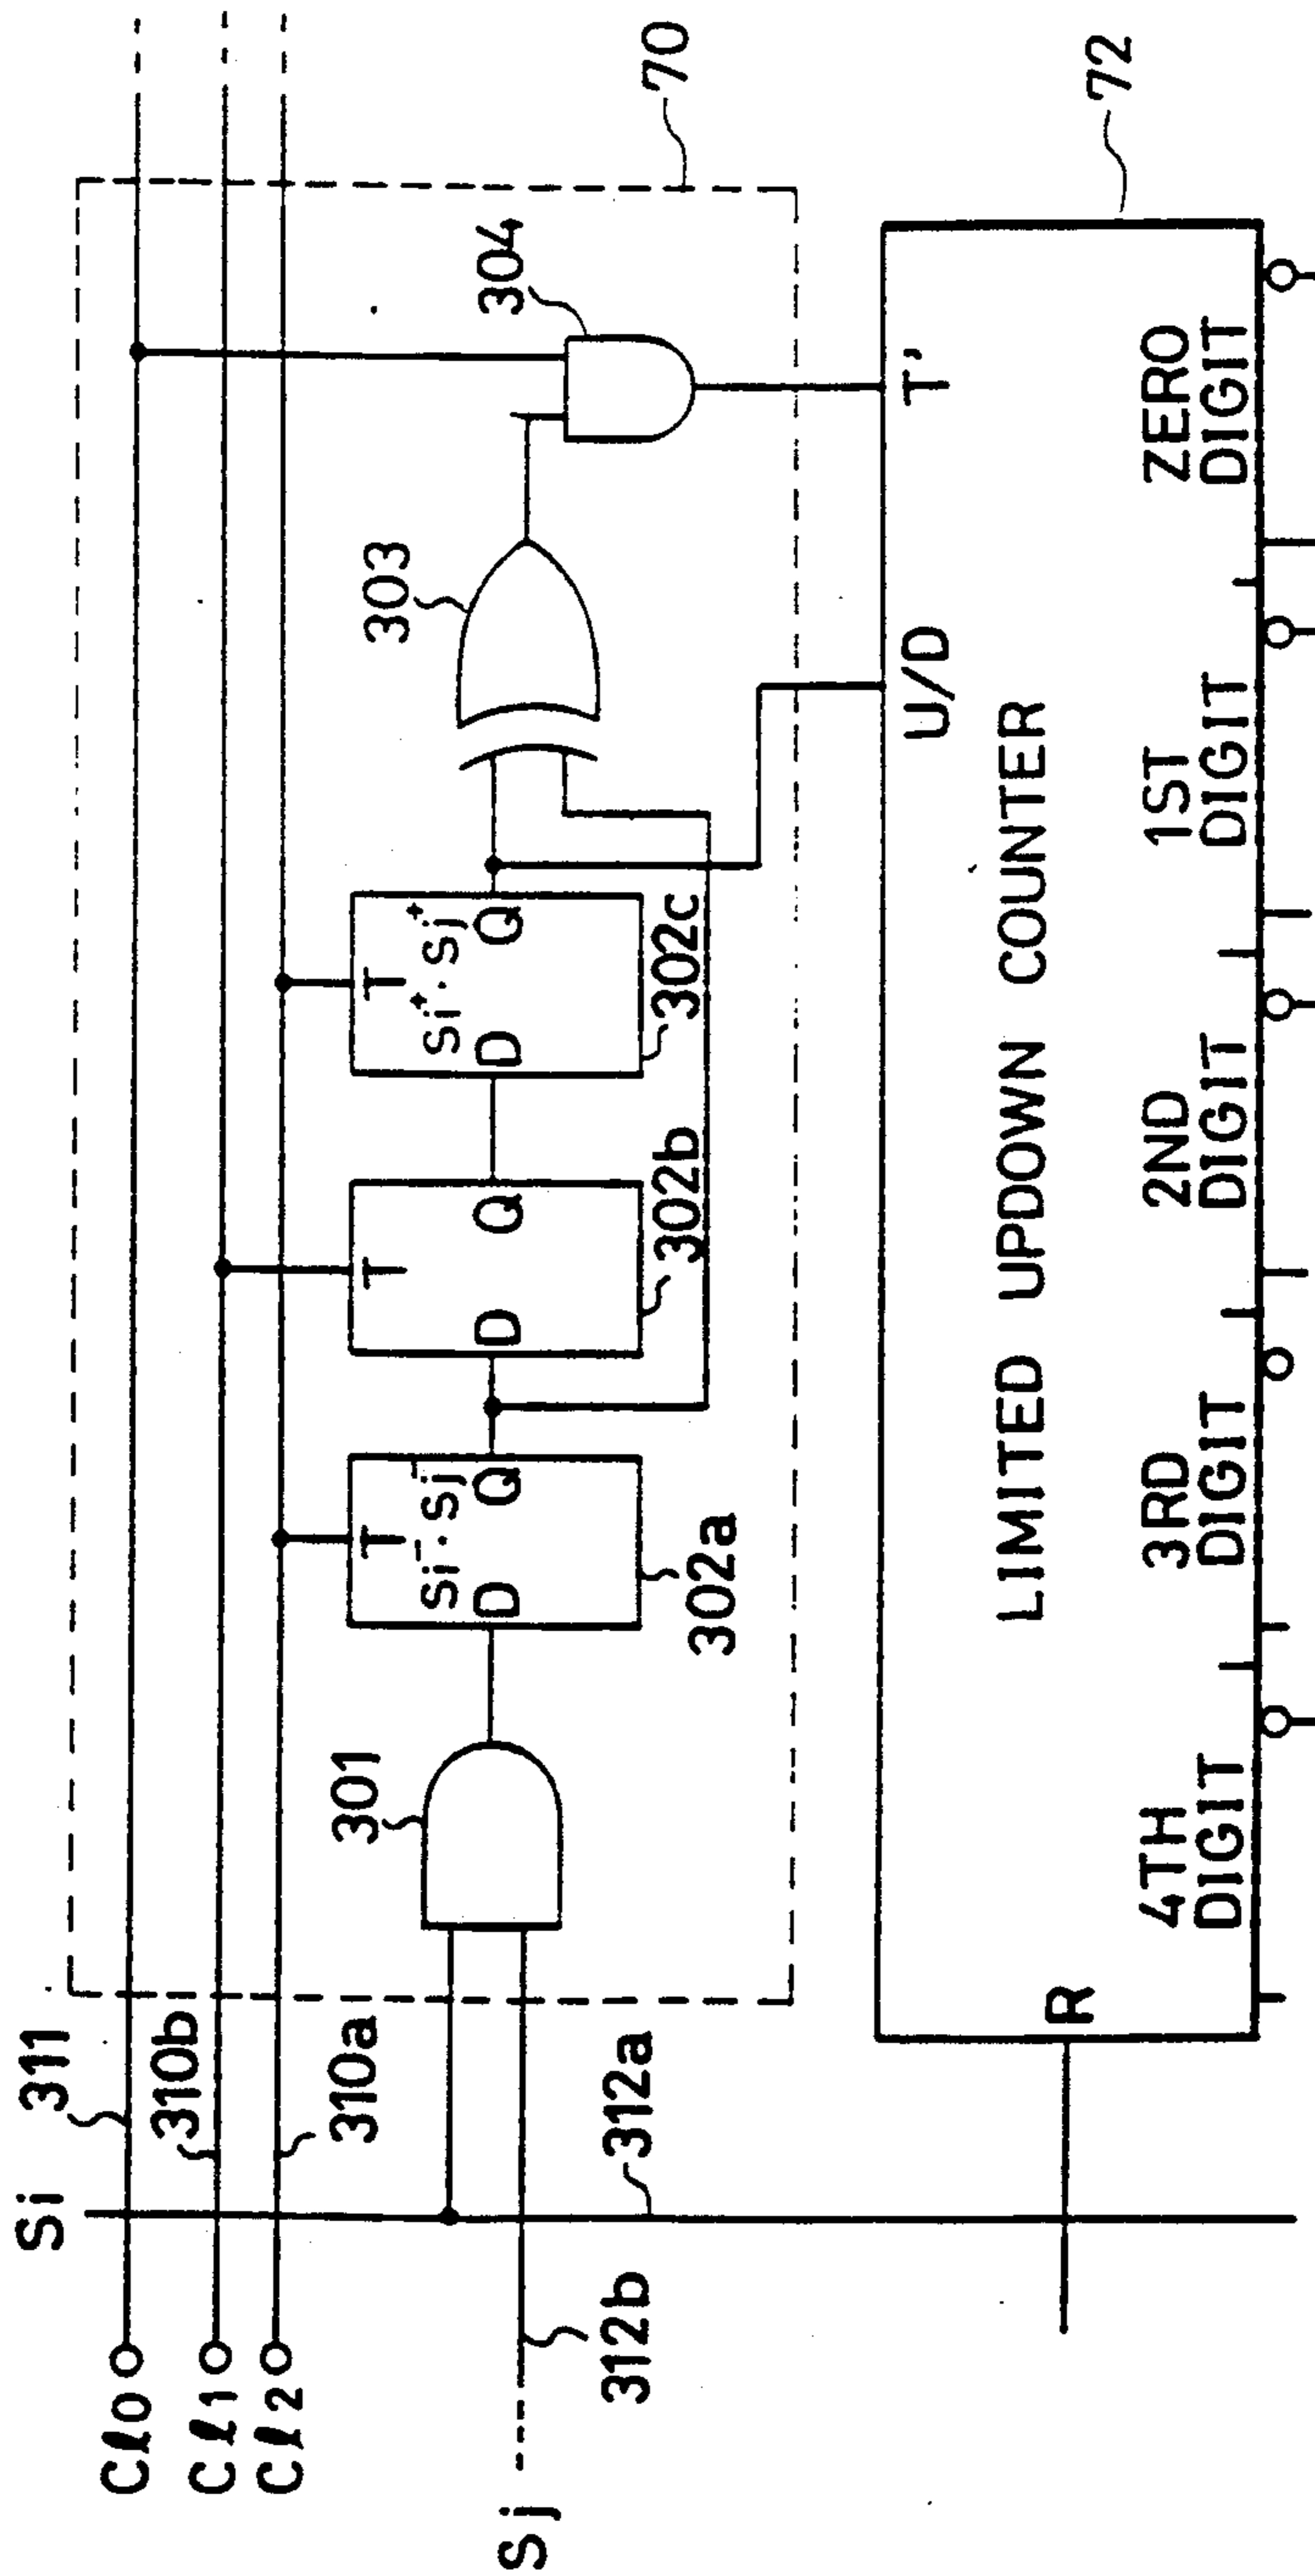 Si
311
310b
310a
Cℓ0
Cℓ1
Cℓ2
Sj
312b
312a
70
301
302a
D
T
Q
Si⁻·Sj⁻
302b
D
T
Q
302c
D
T
Q
Si⁺·Sj⁺
303
304
72
R
U/D
T'
LIMITED UPDOWN COUNTER
4TH
DIGIT
3RD
DIGIT
2ND
DIGIT
1ST
DIGIT
ZERO
DIGIT